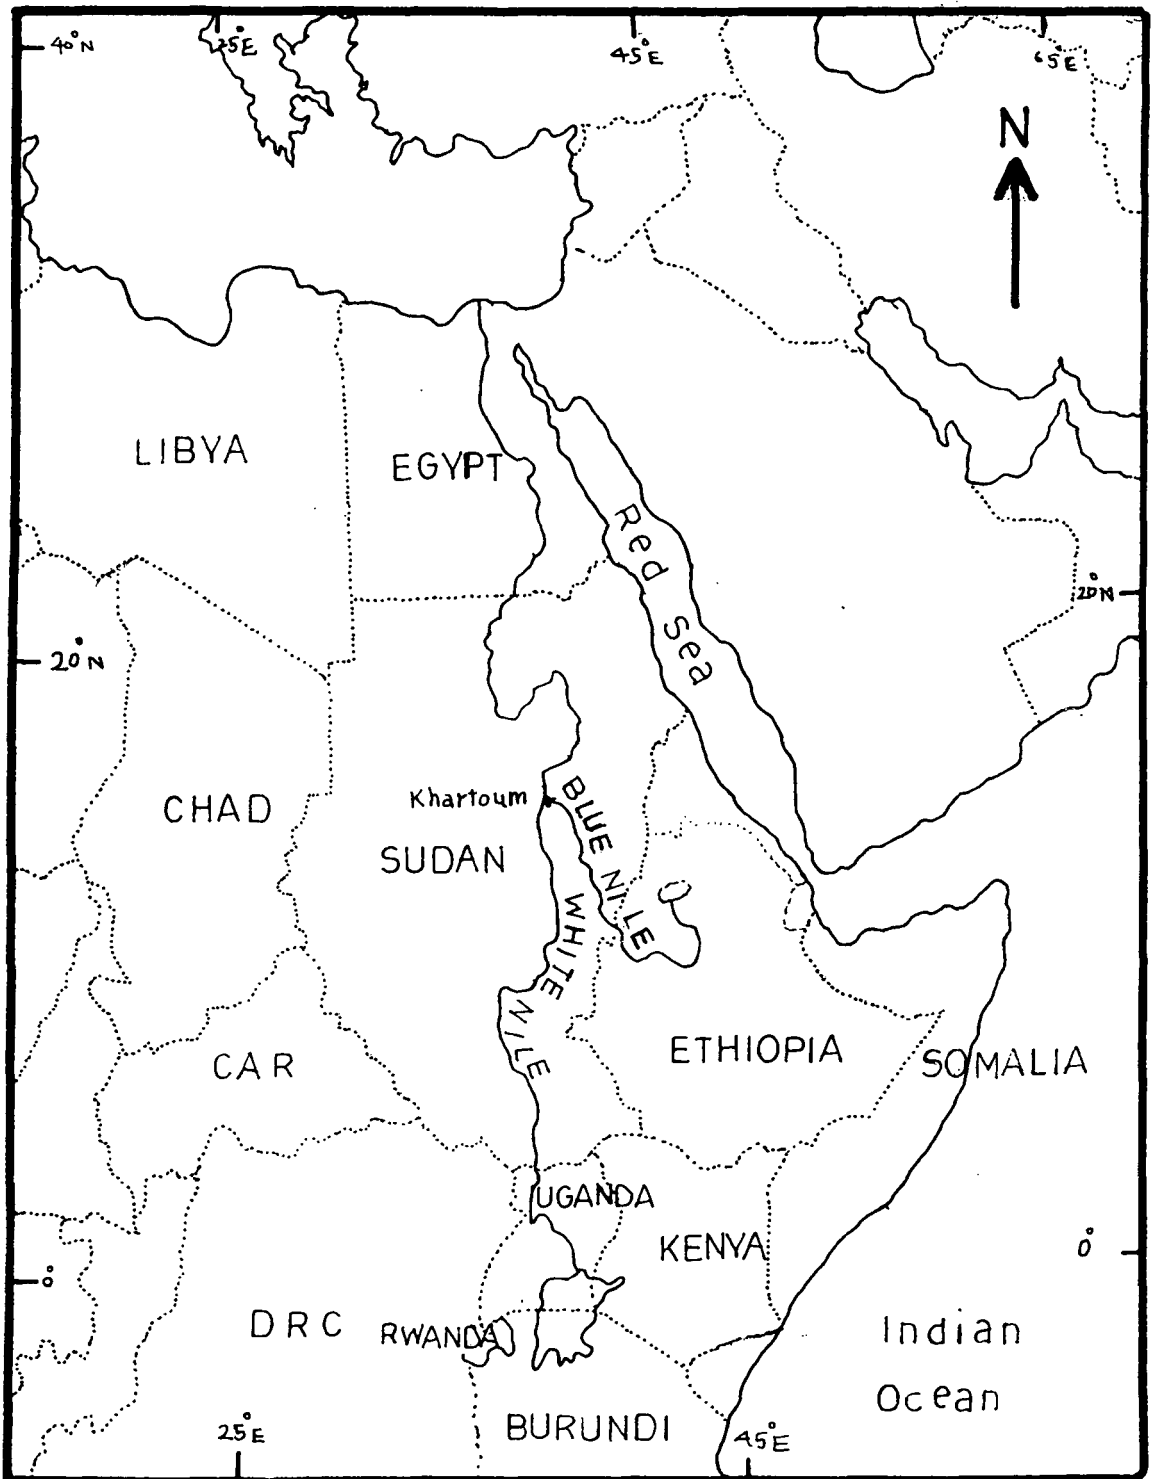 40°N
25°E
45°E
65°E
N
LIBYA
EGYPT
Red Sea
20°N
20°N
CHAD
Khartoum
BLUE NILE
SUDAN
WHITE NILE
CAR
ETHIOPIA
SOMALIA
UGANDA
KENYA
0°
0°
DRC
RWANDA
Indian
Ocean
BURUNDI
25°E
45°E